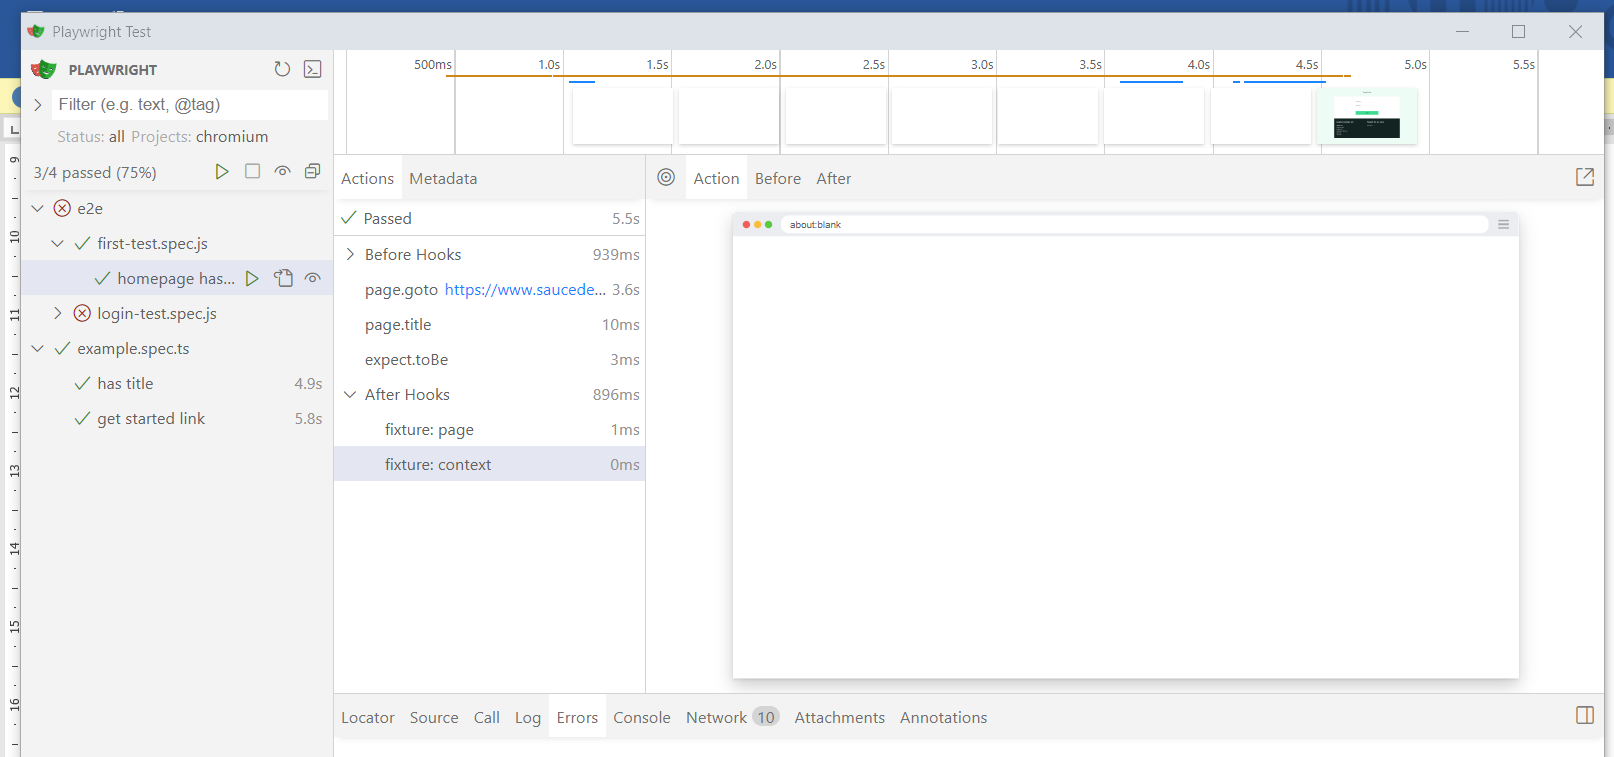 Playwright Test
PLAYWRIGHT
Filter (e.g. text, @tag)
Status: all Projects: chromium
3/4 passed (75%)
e2e
first-test.spec.js
homepage has...
login-test.spec.js
example.spec.ts
has title 4.9s
get started link 5.8s
500ms 1.0s 1.5s 2.0s 2.5s 3.0s 3.5s 4.0s 4.5s 5.0s 5.5s
Actions Metadata
Passed 5.5s
Before Hooks 939ms
page.goto https://www.saucede... 3.6s
page.title 10ms
expect.toBe 3ms
After Hooks 896ms
fixture: page 1ms
fixture: context 0ms
Action Before After
about:blank
Locator Source Call Log Errors Console Network 10 Attachments Annotations
9
10
11
12
13
14
15
16